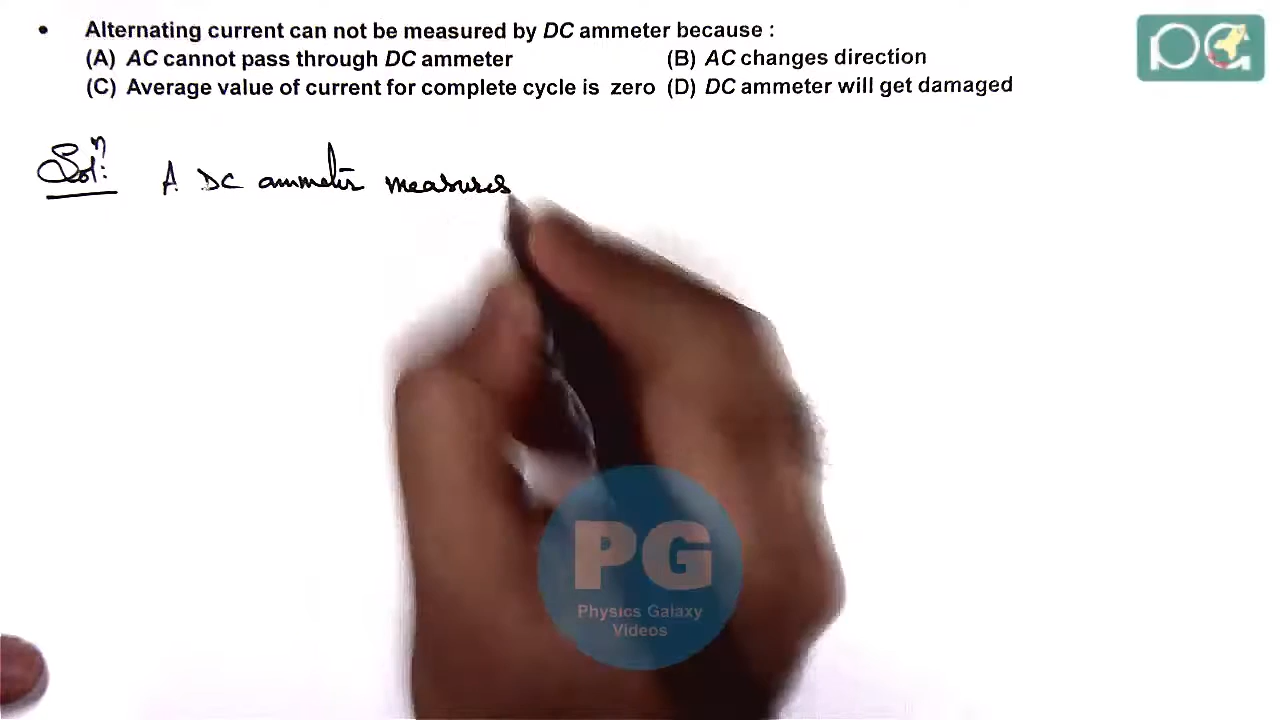 • Alternating current can not be measured by DC ammeter because :
(A) AC cannot pass through DC ammeter (B) AC changes direction
(C) Average value of current for complete cycle is zero (D) DC ammeter will get damaged
PG
Solⁿ: A DC ammeter measures
PG
Physics Galaxy
Videos